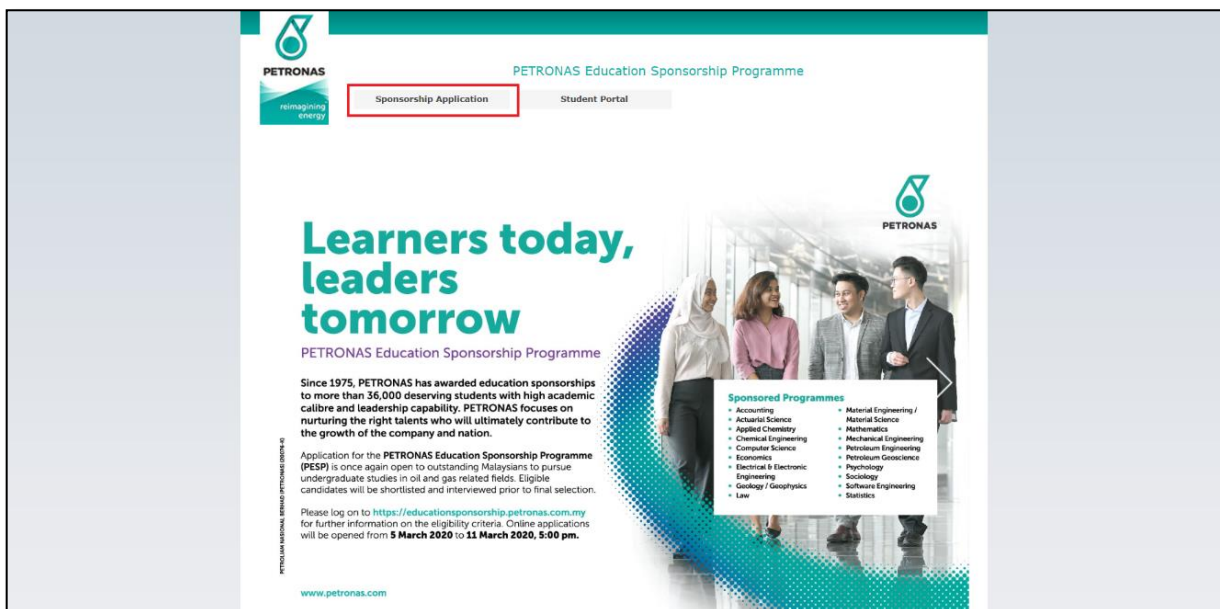 PETRONAS
reimagining
energy
PETRONAS Education Sponsorship Programme
Sponsorship Application
Student Portal
PETRONAS
Learners today,
leaders
tomorrow
PETRONAS Education Sponsorship Programme
Since 1975, PETRONAS has awarded education sponsorships
to more than 36,000 deserving students with high academic
calibre and leadership capability. PETRONAS focuses on
nurturing the right talents who will ultimately contribute to
the growth of the company and nation.
Application for the PETRONAS Education Sponsorship Programme
(PESP) is once again open to outstanding Malaysians to pursue
undergraduate studies in oil and gas related fields. Eligible
candidates will be shortlisted and interviewed prior to final selection.
Please log on to https://educationsponsorship.petronas.com.my
for further information on the eligibility criteria. Online applications
will be opened from 5 March 2020 to 11 March 2020, 5:00 pm.
www.petronas.com
Sponsored Programmes
• Accounting
• Actuarial Science
• Applied Chemistry
• Chemical Engineering
• Computer Science
• Economics
• Electrical & Electronic
Engineering
• Geology / Geophysics
• Law
• Material Engineering /
Material Science
• Mathematics
• Mechanical Engineering
• Petroleum Engineering
• Petroleum Geoscience
• Psychology
• Sociology
• Software Engineering
• Statistics
PETROLIAM NASIONAL BERHAD (PETRONAS)